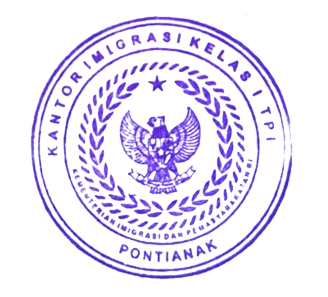 KANTOR IMIGRASI KELAS I TPI
KEMENTERIAN IMIGRASI DAN PEMASYARAKATAN RI
PONTIANAK